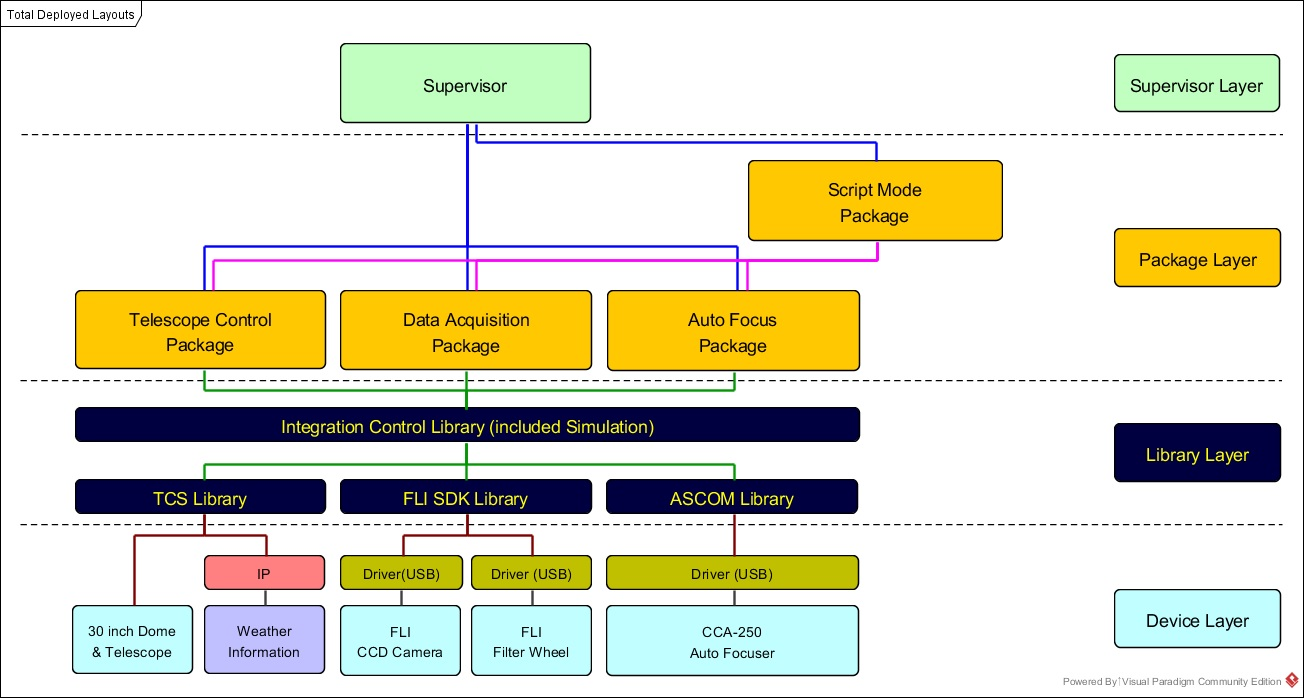 Total Deployed Layouts
Supervisor
Supervisor Layer
Script Mode
Package
Package Layer
Telescope Control
Package
Data Acquisition
Package
Auto Focus
Package
Integration Control Library (included Simulation)
Library Layer
TCS Library
FLI SDK Library
ASCOM Library
IP
Driver(USB)
Driver (USB)
Driver (USB)
30 inch Dome
& Telescope
Weather
Information
FLI
CCD Camera
FLI
Filter Wheel
CCA-250
Auto Focuser
Device Layer
Powered By Visual Paradigm Community Edition